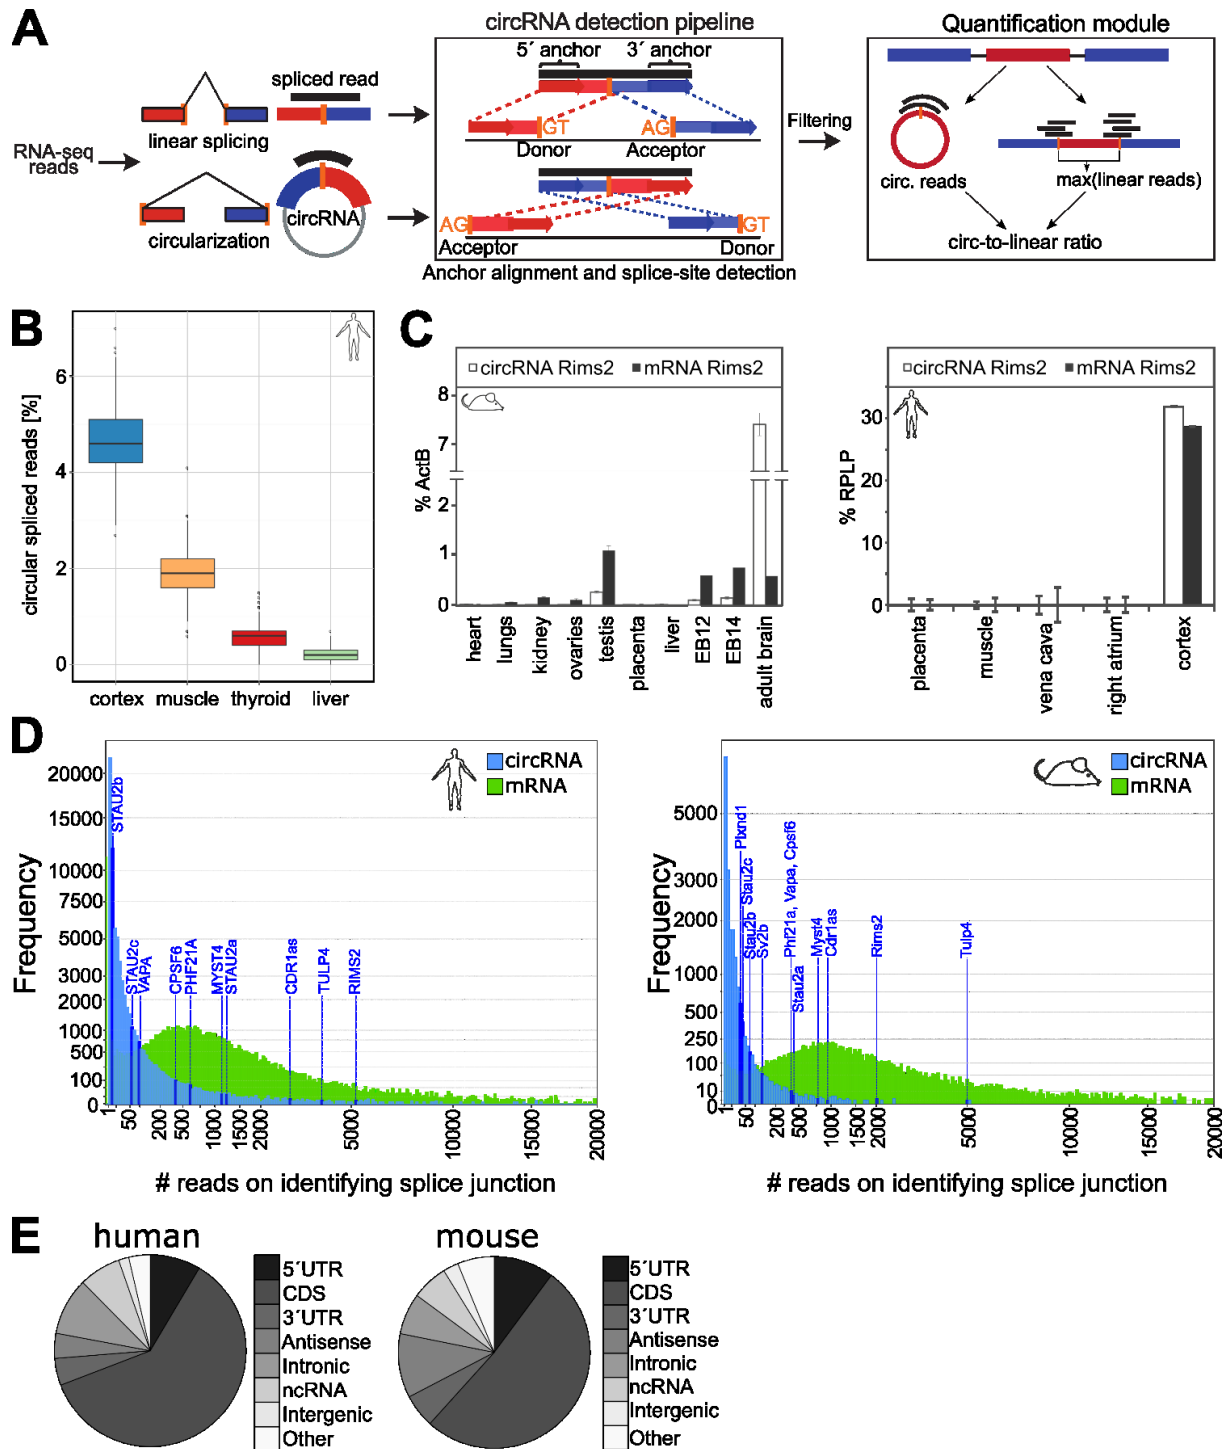 A
circRNA detection pipeline
Quantification module
5´ anchor 3´ anchor
spliced read
linear splicing
GT AG
Donor Acceptor
Filtering
RNA-seq
reads
circ. reads
max(linear reads)
circRNA
circularization
AG GT
Acceptor Donor
circ-to-linear ratio
Anchor alignment and splice-site detection
B
circular spliced reads [%]
6
4
2
0
cortex muscle thyroid liver
C
circRNA Rims2 mRNA Rims2
% ActB
8
7
2
1
0
heart
lungs
kidney
ovaries
testis
placenta
liver
EB12
EB14
adult brain
circRNA Rims2 mRNA Rims2
% RPLP
30
20
10
0
placenta
muscle
vena cava
right atrium
cortex
D
circRNA
mRNA
Frequency
20000
15000
10000
7500
5000
3000
2000
1000
500
100
0
STAU2b
STAU2c
VAPA
CPSF6
PHF21A
MYST4
STAU2a
CDR1as
TULP4
RIMS2
1 50 200 500 1000 1500 2000 5000 10000 20000
# reads on identifying splice junction
circRNA
mRNA
Frequency
5000
3000
2000
1000
500
250
100
10
0
Plxnd1
Stau2c
Stau2b
Sv2b
Phf21a, Vapa, Cpsf6
Stau2a
Myst4
Cdr1as
Rims2
Tulp4
1 50 200 500 1000 1500 2000 5000 10000 20000
# reads on identifying splice junction
E
human
5´UTR
CDS
3´UTR
Antisense
Intronic
ncRNA
Intergenic
Other
mouse
5´UTR
CDS
3´UTR
Antisense
Intronic
ncRNA
Intergenic
Other